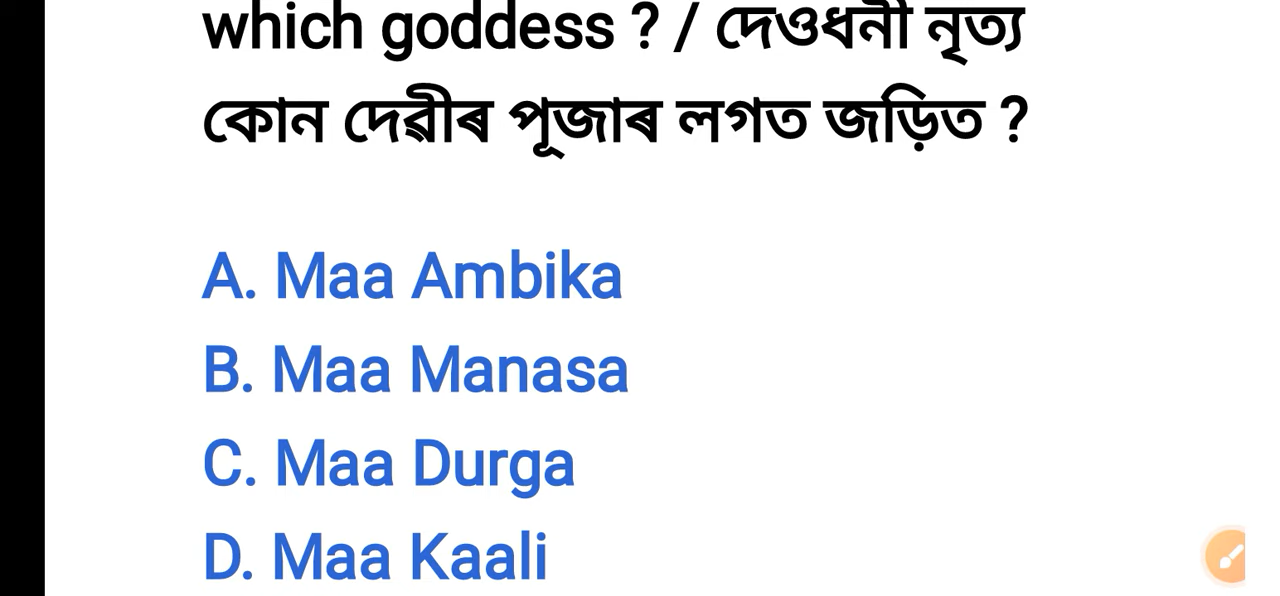 which goddess ? / দেওধনী নৃত্য
কোন দেৱীৰ পূজাৰ লগত জড়িত ?
A. Maa Ambika
B. Maa Manasa
C. Maa Durga
D. Maa Kaali